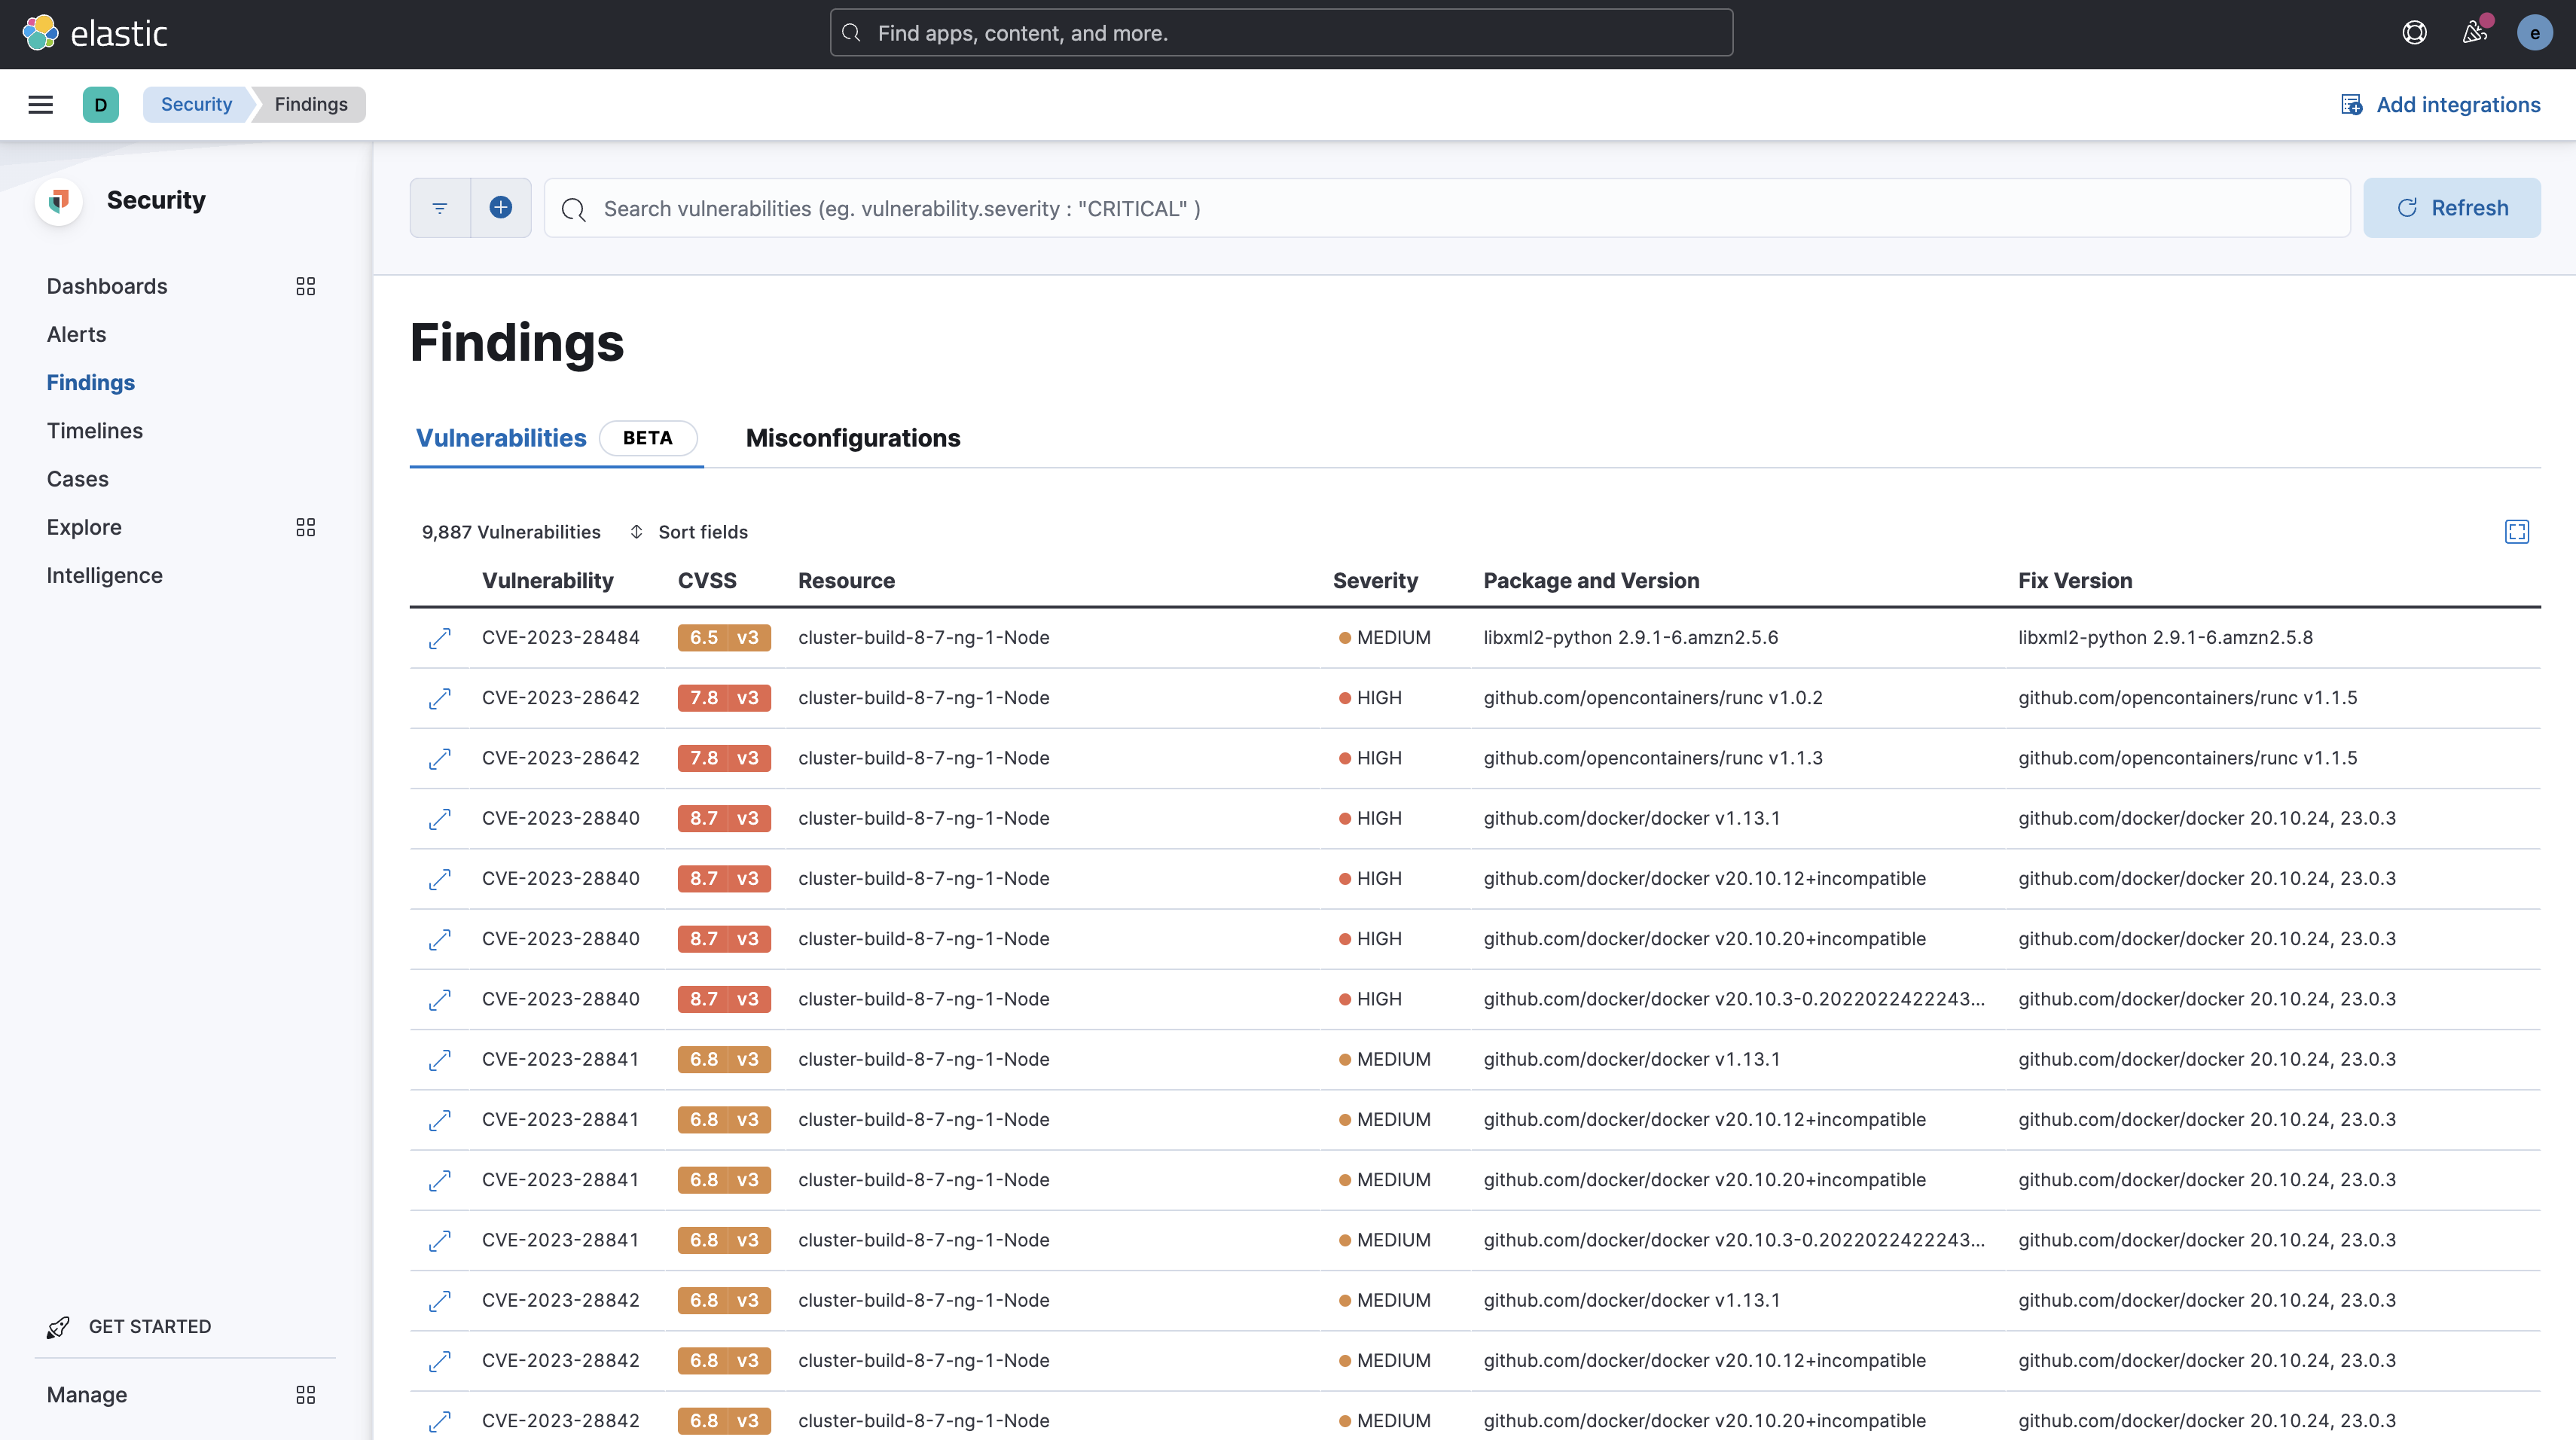 elastic
Find apps, content, and more.
e
D
Security
Findings
Add integrations
Security
Dashboards
Alerts
Findings
Timelines
Cases
Explore
Intelligence
GET STARTED
Manage
Search vulnerabilities (eg. vulnerability.severity : "CRITICAL" )
Refresh
Findings
Vulnerabilities BETA Misconfigurations
9,887 Vulnerabilities Sort fields
Vulnerability CVSS Resource Severity Package and Version Fix Version
CVE-2023-28484 6.5 v3 cluster-build-8-7-ng-1-Node MEDIUM libxml2-python 2.9.1-6.amzn2.5.6 libxml2-python 2.9.1-6.amzn2.5.8
CVE-2023-28642 7.8 v3 cluster-build-8-7-ng-1-Node HIGH github.com/opencontainers/runc v1.0.2 github.com/opencontainers/runc v1.1.5
CVE-2023-28642 7.8 v3 cluster-build-8-7-ng-1-Node HIGH github.com/opencontainers/runc v1.1.3 github.com/opencontainers/runc v1.1.5
CVE-2023-28840 8.7 v3 cluster-build-8-7-ng-1-Node HIGH github.com/docker/docker v1.13.1 github.com/docker/docker 20.10.24, 23.0.3
CVE-2023-28840 8.7 v3 cluster-build-8-7-ng-1-Node HIGH github.com/docker/docker v20.10.12+incompatible github.com/docker/docker 20.10.24, 23.0.3
CVE-2023-28840 8.7 v3 cluster-build-8-7-ng-1-Node HIGH github.com/docker/docker v20.10.20+incompatible github.com/docker/docker 20.10.24, 23.0.3
CVE-2023-28840 8.7 v3 cluster-build-8-7-ng-1-Node HIGH github.com/docker/docker v20.10.3-0.2022022422243... github.com/docker/docker 20.10.24, 23.0.3
CVE-2023-28841 6.8 v3 cluster-build-8-7-ng-1-Node MEDIUM github.com/docker/docker v1.13.1 github.com/docker/docker 20.10.24, 23.0.3
CVE-2023-28841 6.8 v3 cluster-build-8-7-ng-1-Node MEDIUM github.com/docker/docker v20.10.12+incompatible github.com/docker/docker 20.10.24, 23.0.3
CVE-2023-28841 6.8 v3 cluster-build-8-7-ng-1-Node MEDIUM github.com/docker/docker v20.10.20+incompatible github.com/docker/docker 20.10.24, 23.0.3
CVE-2023-28841 6.8 v3 cluster-build-8-7-ng-1-Node MEDIUM github.com/docker/docker v20.10.3-0.2022022422243... github.com/docker/docker 20.10.24, 23.0.3
CVE-2023-28842 6.8 v3 cluster-build-8-7-ng-1-Node MEDIUM github.com/docker/docker v1.13.1 github.com/docker/docker 20.10.24, 23.0.3
CVE-2023-28842 6.8 v3 cluster-build-8-7-ng-1-Node MEDIUM github.com/docker/docker v20.10.12+incompatible github.com/docker/docker 20.10.24, 23.0.3
CVE-2023-28842 6.8 v3 cluster-build-8-7-ng-1-Node MEDIUM github.com/docker/docker v20.10.20+incompatible github.com/docker/docker 20.10.24, 23.0.3